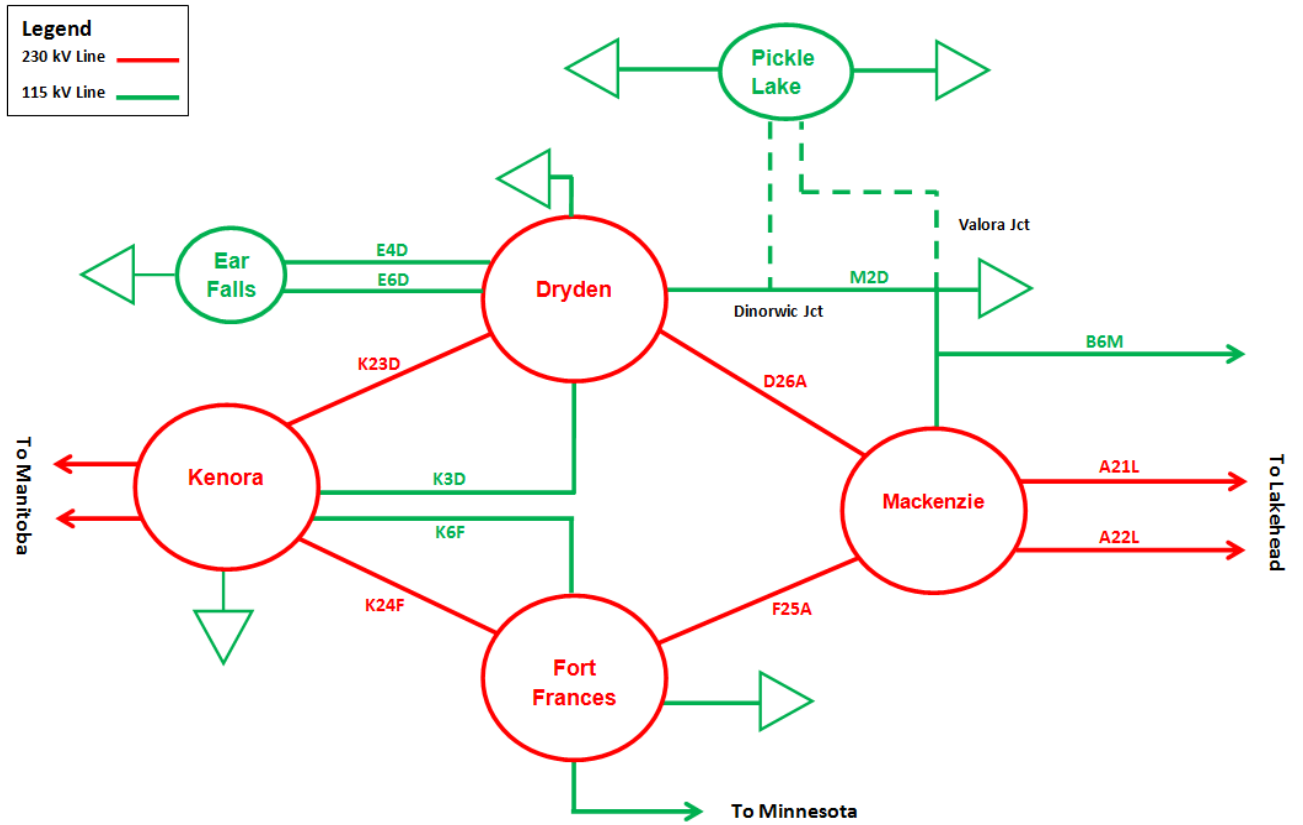 Legend
230 kV Line
115 kV Line
Pickle
Lake
Valora Jct
Ear
Falls
E4D
E6D
Dryden
M2D
Dinorwic Jct
B6M
K23D
D26A
To Manitoba
Kenora
K3D
K6F
Mackenzie
A21L
A22L
To Lakehead
K24F
F25A
Fort
Frances
To Minnesota